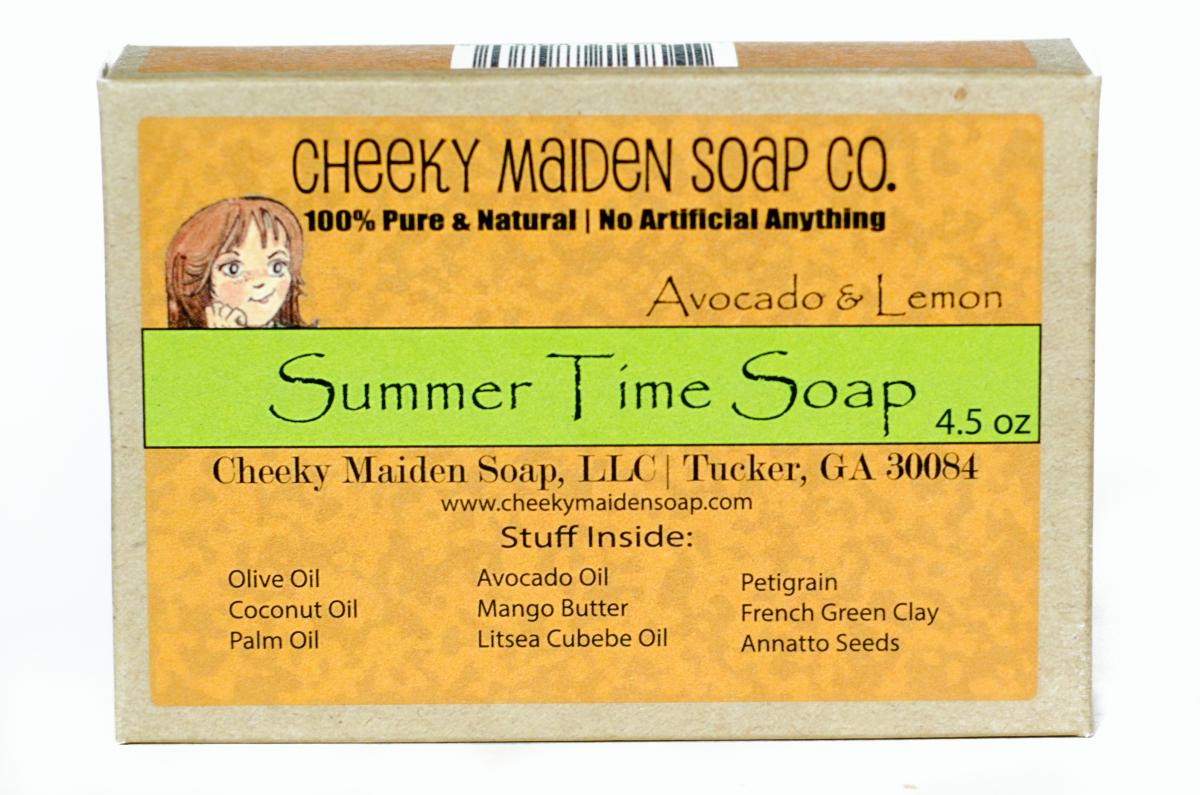 CHeeKY MaiDeN SOaP CO.
100% Pure & Natural | No Artificial Anything
Avocado & Lemon
Summer Time Soap
4.5 oz
Cheeky Maiden Soap, LLC | Tucker, GA 30084
www.cheekymaidensoap.com
Stuff Inside:
Olive Oil
Coconut Oil
Palm Oil
Avocado Oil
Mango Butter
Litsea Cubebe Oil
Petigrain
French Green Clay
Annatto Seeds